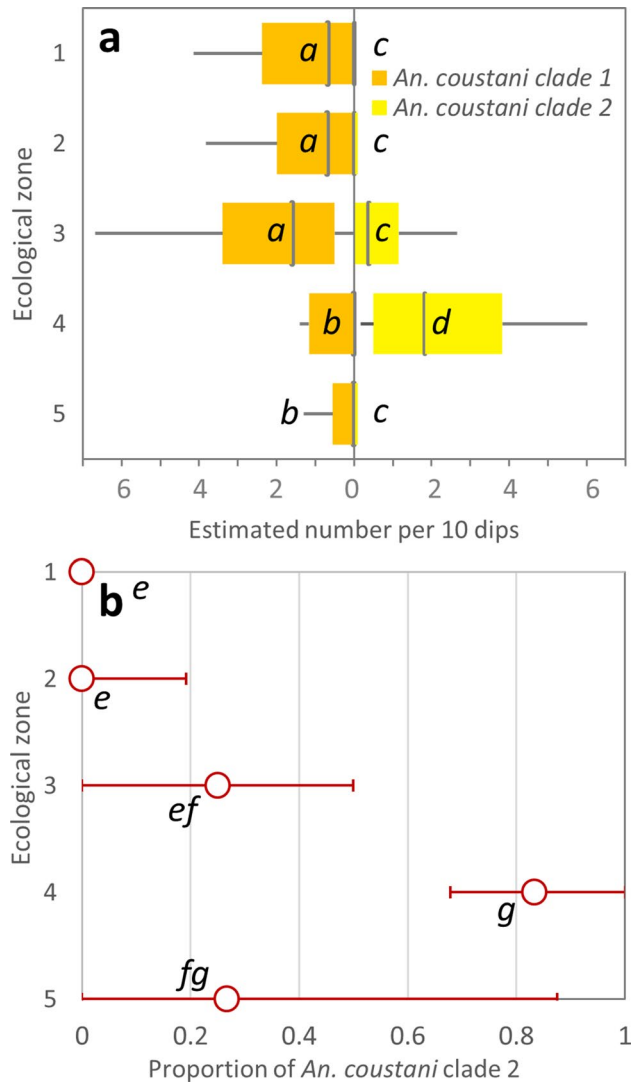 a
1
a
c
An. coustani clade 1
An. coustani clade 2
2
a
c
Ecological zone
3
a
c
4
b
d
5
b
c
6 4 2 0 2 4 6
Estimated number per 10 dips
1
b
e
2
e
Ecological zone
3
ef
4
g
fg
5
0 0.2 0.4 0.6 0.8 1
Proportion of An. coustani clade 2